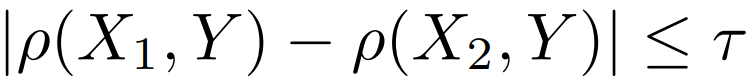 |ρ(X₁, Y) − ρ(X₂, Y)| ≤ τ